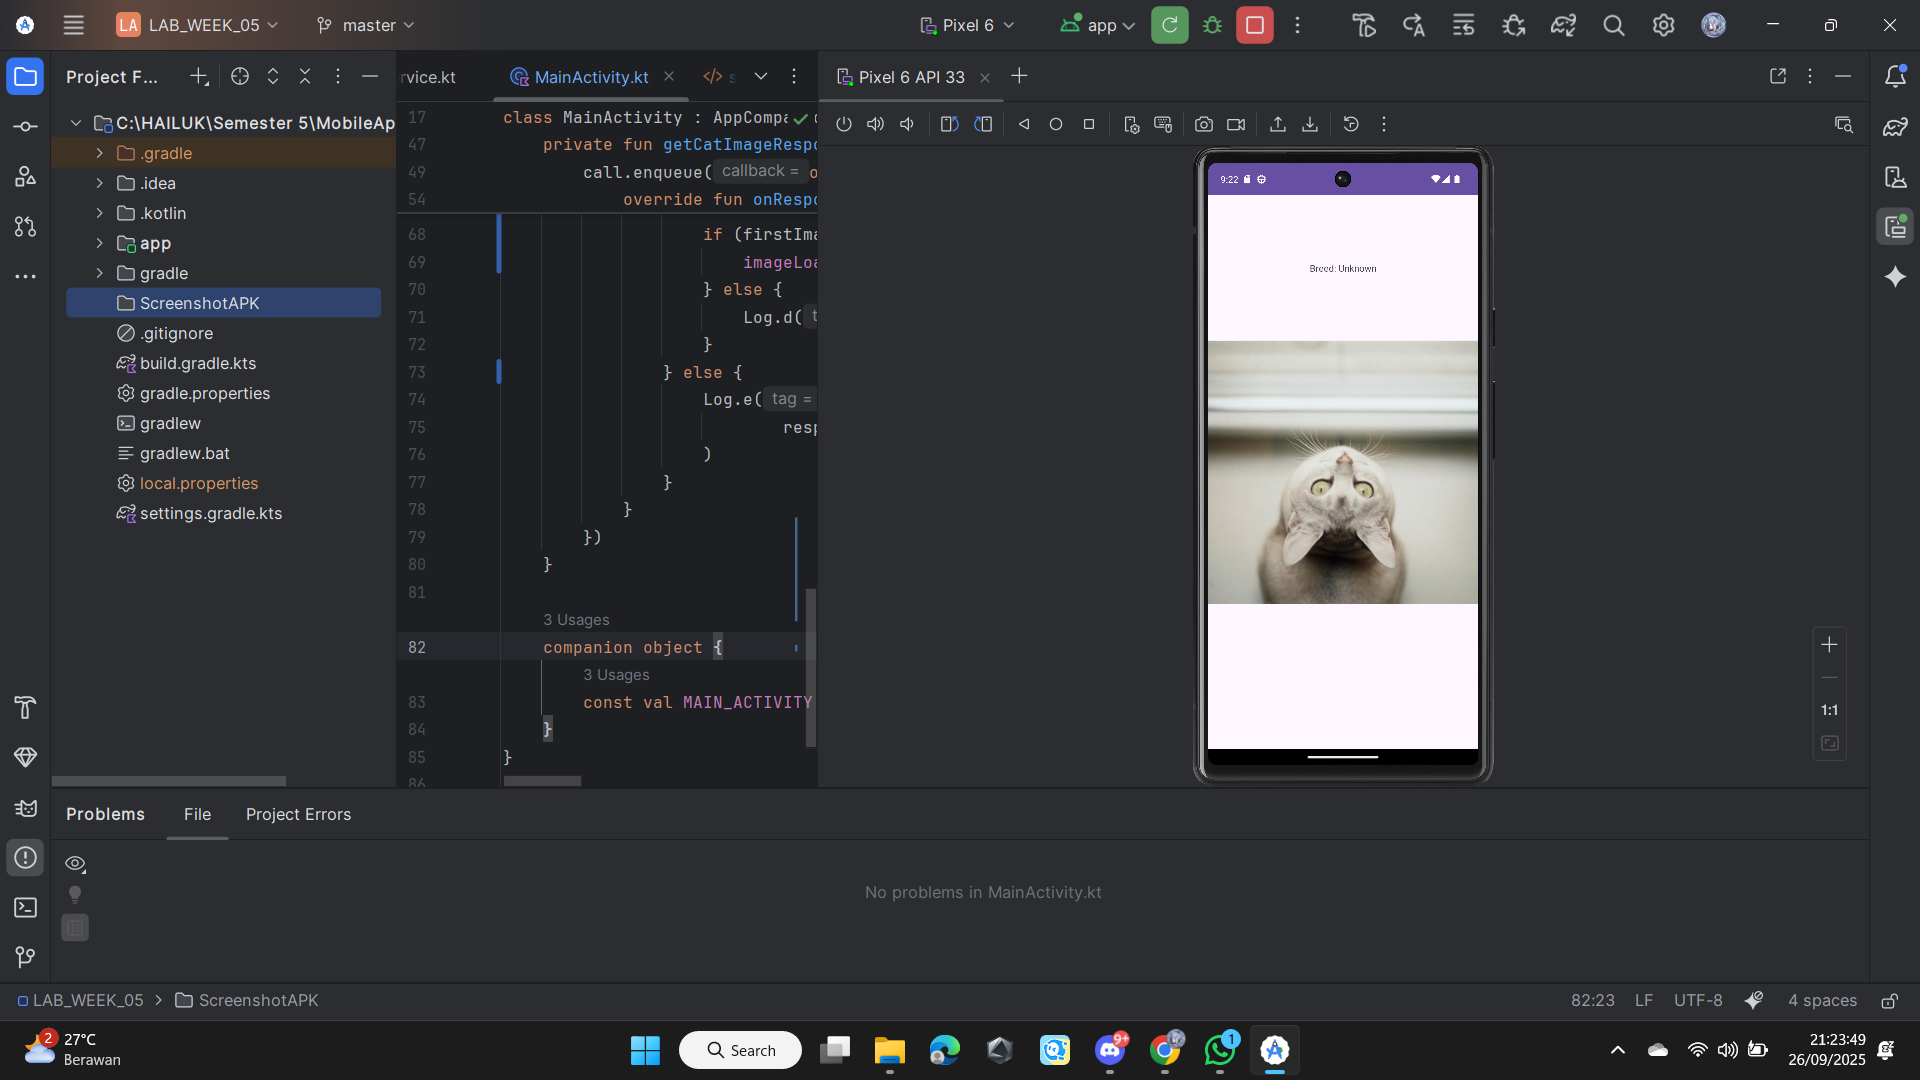 LA LAB_WEEK_05
master
Pixel 6
app
Project F...
rvice.kt
MainActivity.kt
Pixel 6 API 33
C:\HAILUK\Semester 5\MobileAp
.gradle
.idea
.kotlin
app
gradle
ScreenshotAPK
.gitignore
build.gradle.kts
gradle.properties
gradlew
gradlew.bat
local.properties
settings.gradle.kts
17 class MainActivity : AppCompa
47 private fun getCatImageRespo
49 call.enqueue( callback = o
54 override fun onRespo
68 if (firstIma
69 imageLoa
70 } else {
71 Log.d( t
72 }
73 } else {
74 Log.e( tag =
75 resp
76 )
77 }
78 }
79 })
80 }
81
3 Usages
82 companion object {
3 Usages
83 const val MAIN_ACTIVITY
84 }
85 }
86
9:22
Breed: Unknown
1:1
Problems
File
Project Errors
No problems in MainActivity.kt
LAB_WEEK_05 > ScreenshotAPK
82:23
LF
UTF-8
4 spaces
2
27°C
Berawan
Search
9+
1
21:23:49
26/09/2025